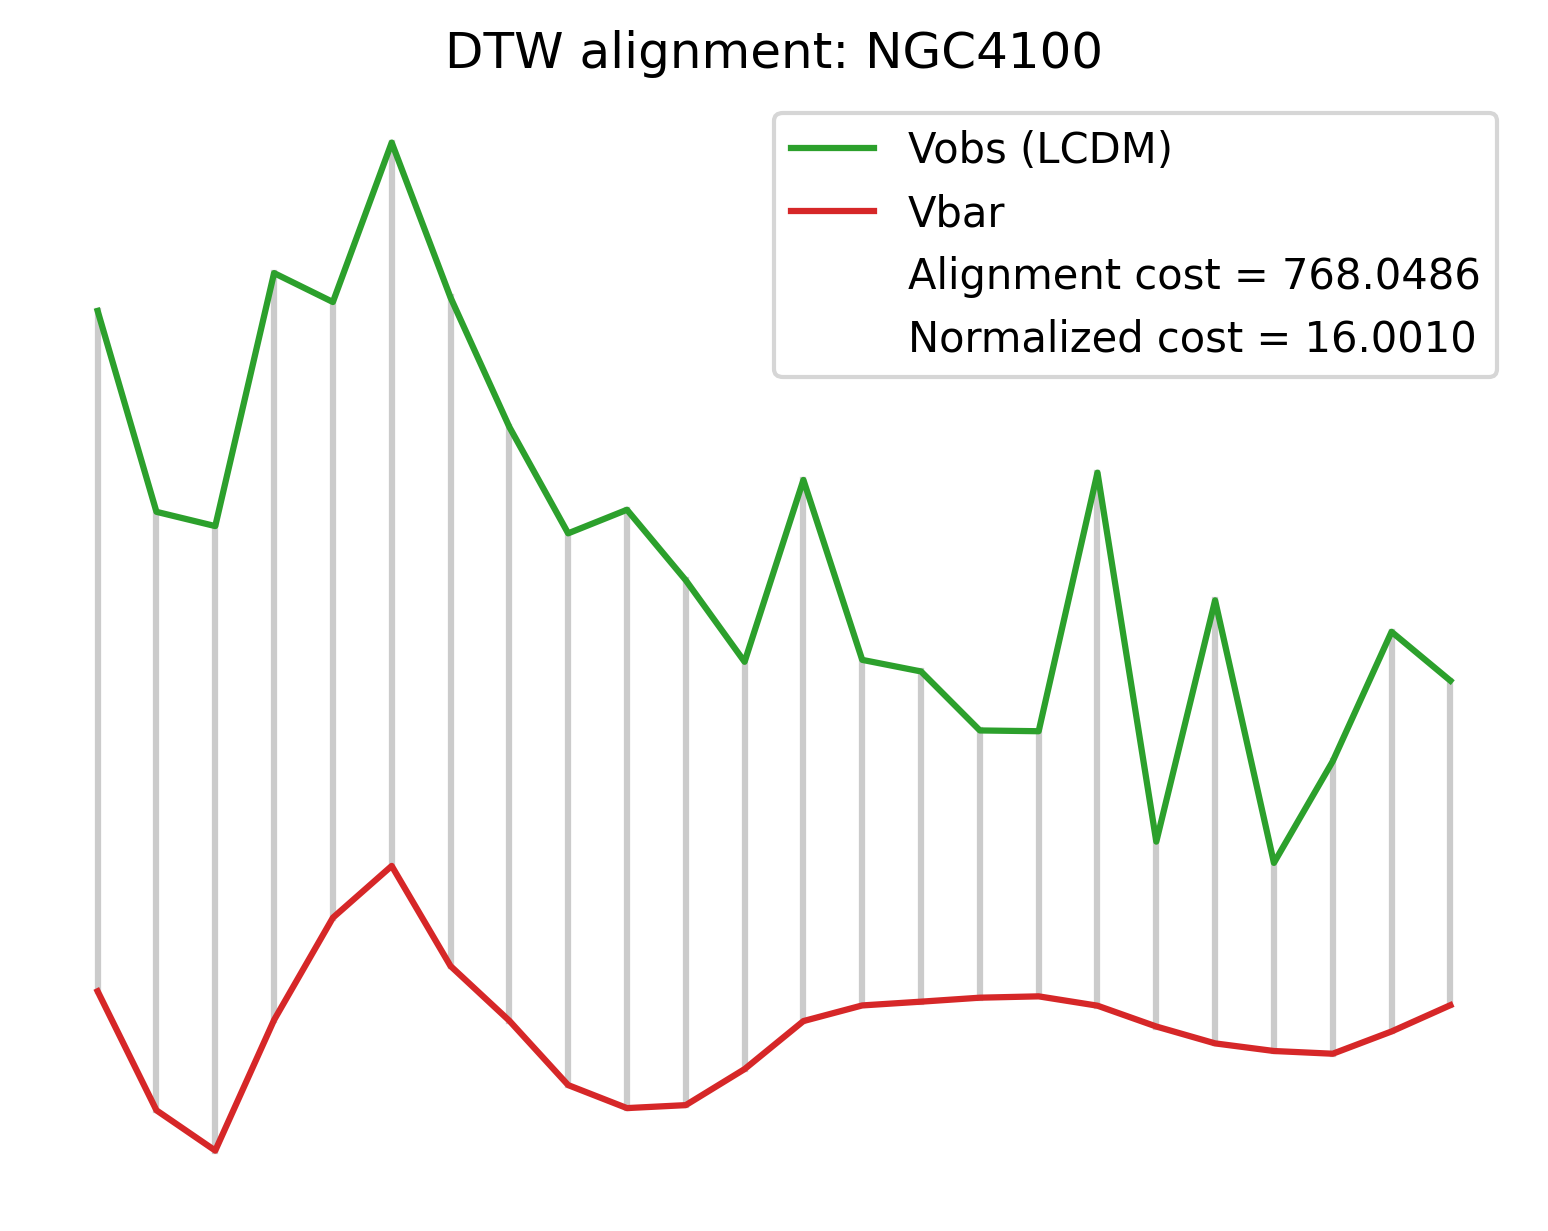 DTW alignment: NGC4100
Vobs (LCDM)
Vbar
Alignment cost = 768.0486
Normalized cost = 16.0010